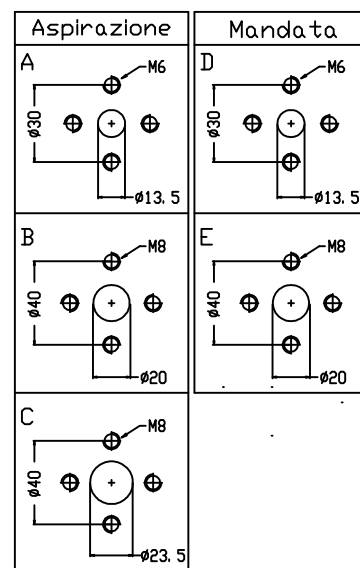 Aspirazione
Mandata
A
M6
ø30
ø13.5
D
M6
ø30
ø13.5
B
M8
ø40
ø20
E
M8
ø40
ø20
C
M8
ø40
ø23.5